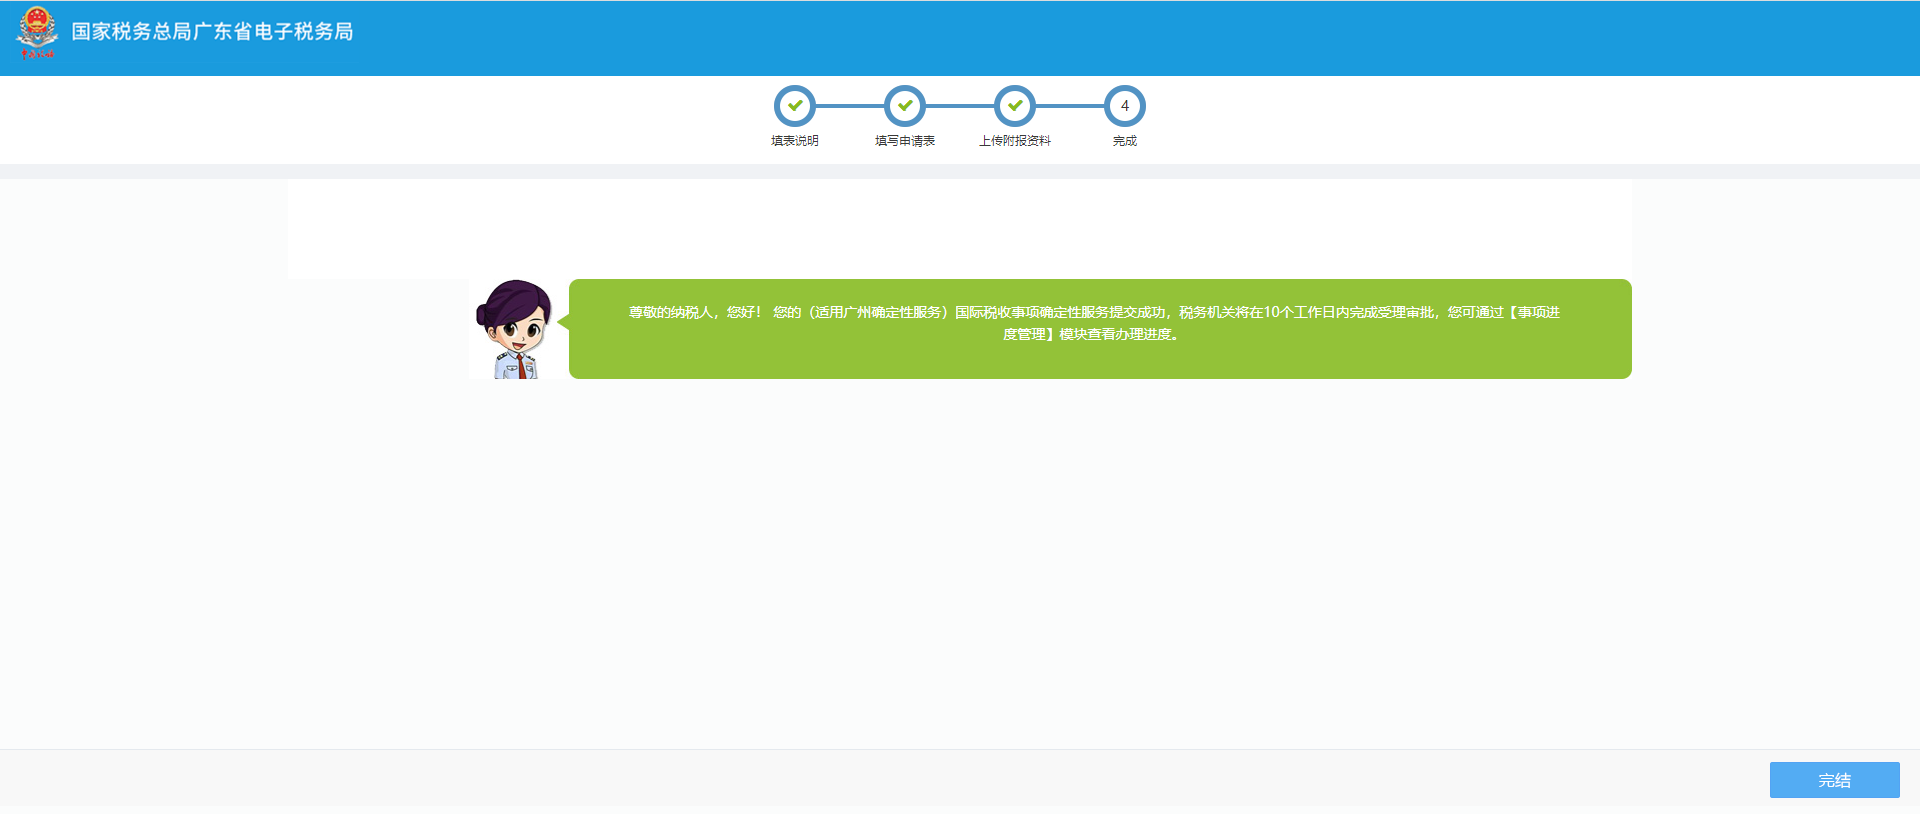 国家税务总局广东省电子税务局
4
填表说明
填写申请表
上传附报资料
完成
尊敬的纳税人，您好！ 您的（适用广州确定性服务）国际税收事项确定性服务提交成功，税务机关将在10个工作日内完成受理审批，您可通过【事项进
度管理】模块查看办理进度。
完结